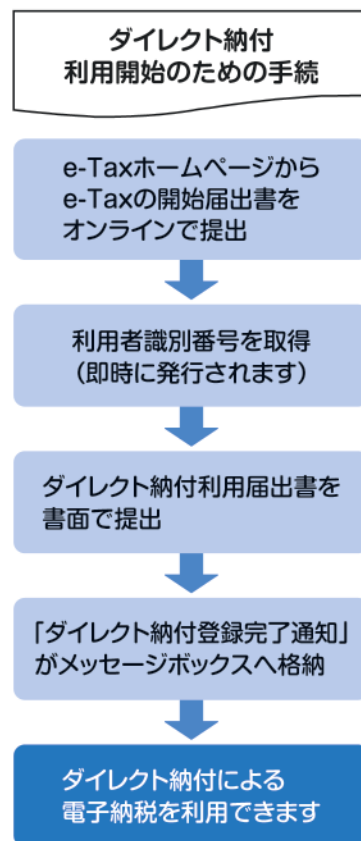 ダイレクト納付
利用開始のための手続
e-Taxホームページから
e-Taxの開始届出書を
オンラインで提出
利用者識別番号を取得
（即時に発行されます）
ダイレクト納付利用届出書を
書面で提出
「ダイレクト納付登録完了通知」
がメッセージボックスへ格納
ダイレクト納付による
電子納税を利用できます